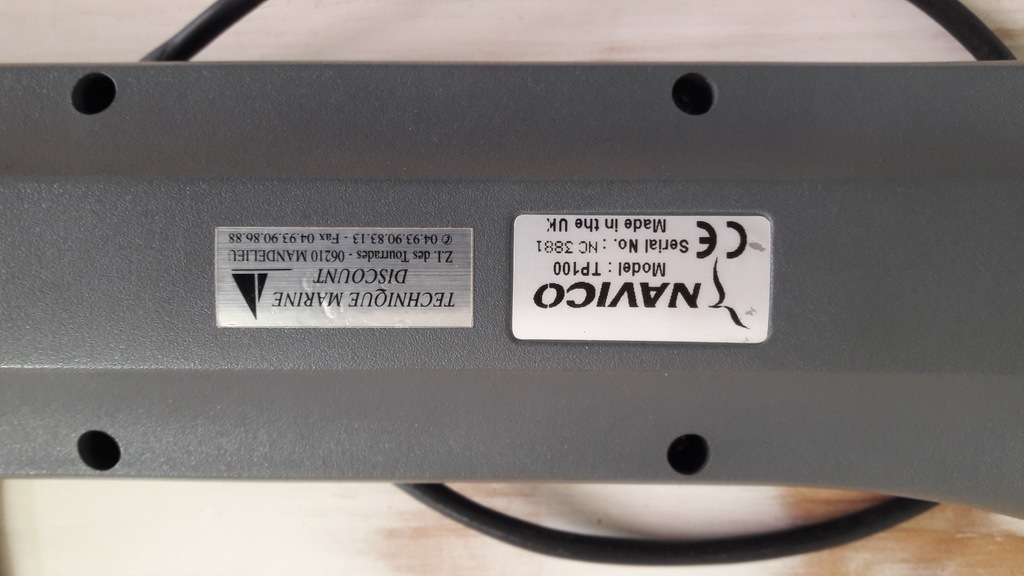 NAVICO
Model : TP100
Serial No. : NC 3881
Made in the UK
CE
TECHNIQUE MARINE
DISCOUNT
Z.I. des Tourrades - 06210 MANDELIEU
✆ 04.93.90.83.13 - Fax 04.93.90.86.88